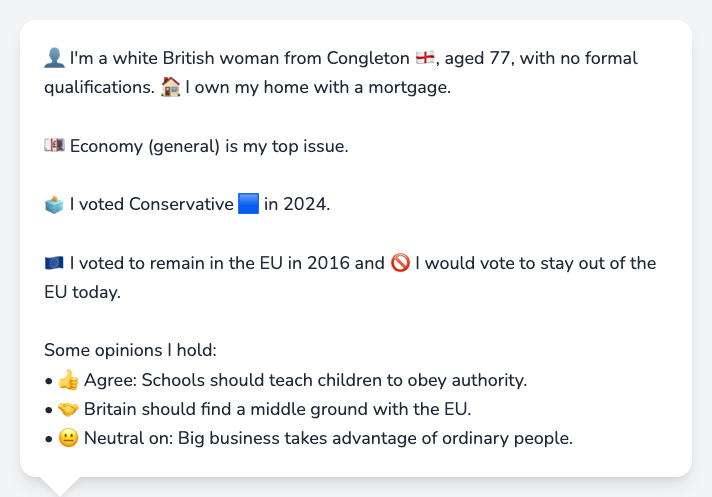 👤 I'm a white British woman from Congleton 🏴󠁧󠁢󠁥󠁮󠁧󠁿, aged 77, with no formal
qualifications. 🏠 I own my home with a mortgage.
💷 Economy (general) is my top issue.
🗳️ I voted Conservative 🟦 in 2024.
🇪🇺 I voted to remain in the EU in 2016 and 🚫 I would vote to stay out of the
EU today.
Some opinions I hold:
• 👍 Agree: Schools should teach children to obey authority.
• 🤝 Britain should find a middle ground with the EU.
• 😐 Neutral on: Big business takes advantage of ordinary people.